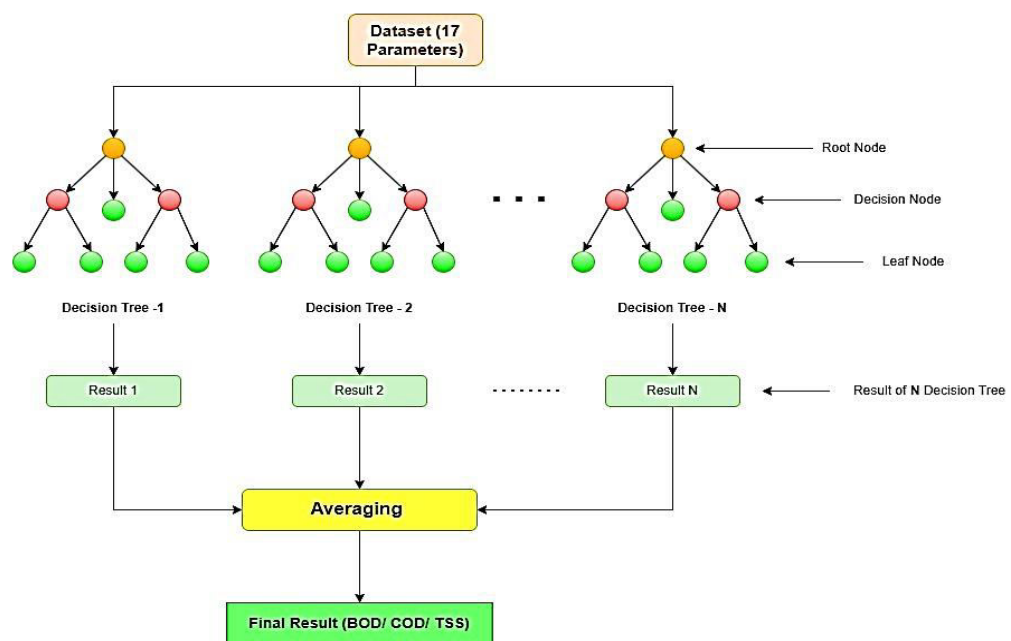 Dataset (17
Parameters)
Root Node
Decision Node
Leaf Node
Decision Tree -1
Decision Tree - 2
Decision Tree - N
Result 1
Result 2
Result N
Result of N Decision Tree
Averaging
Final Result (BOD/ COD/ TSS)